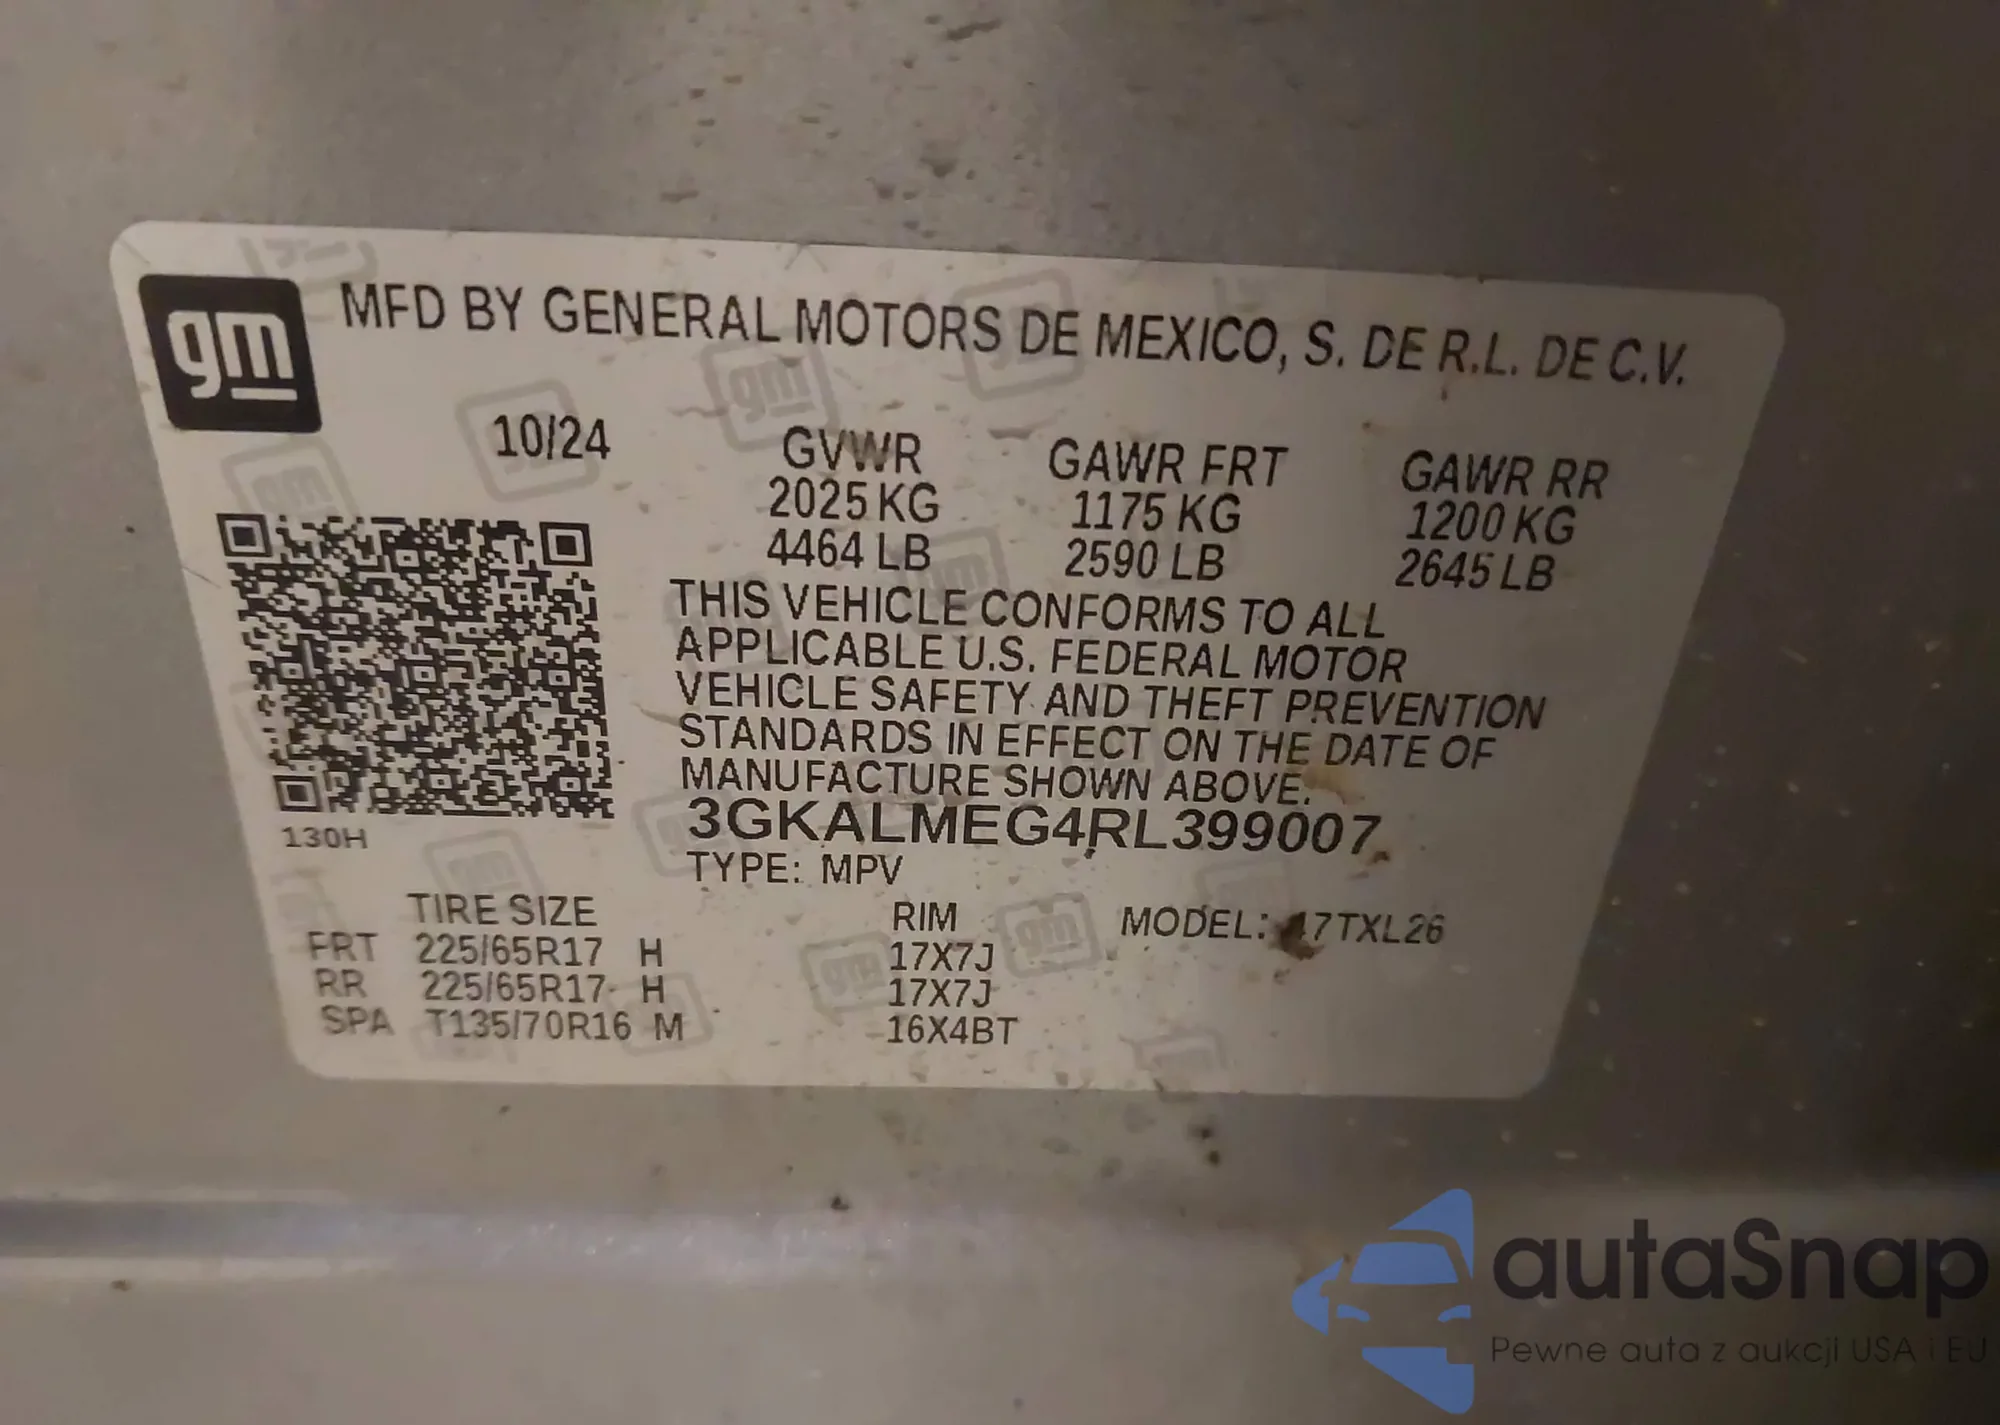 gm
MFD BY GENERAL MOTORS DE MEXICO, S. DE R.L. DE C.V.
10/24
GVWR GAWR FRT GAWR RR
2025 KG 1175 KG 1200 KG
4464 LB 2590 LB 2645 LB
THIS VEHICLE CONFORMS TO ALL
APPLICABLE U.S. FEDERAL MOTOR
VEHICLE SAFETY AND THEFT PREVENTION
STANDARDS IN EFFECT ON THE DATE OF
MANUFACTURE SHOWN ABOVE.
3GKALMEG4RL399007
130H
TYPE: MPV
TIRE SIZE RIM MODEL:
FRT 225/65R17 H 17X7J
RR 225/65R17 H 17X7J
SPA T135/70R16 M 16X4BT
autaSnap
Pewne auta z aukcji USA i EU